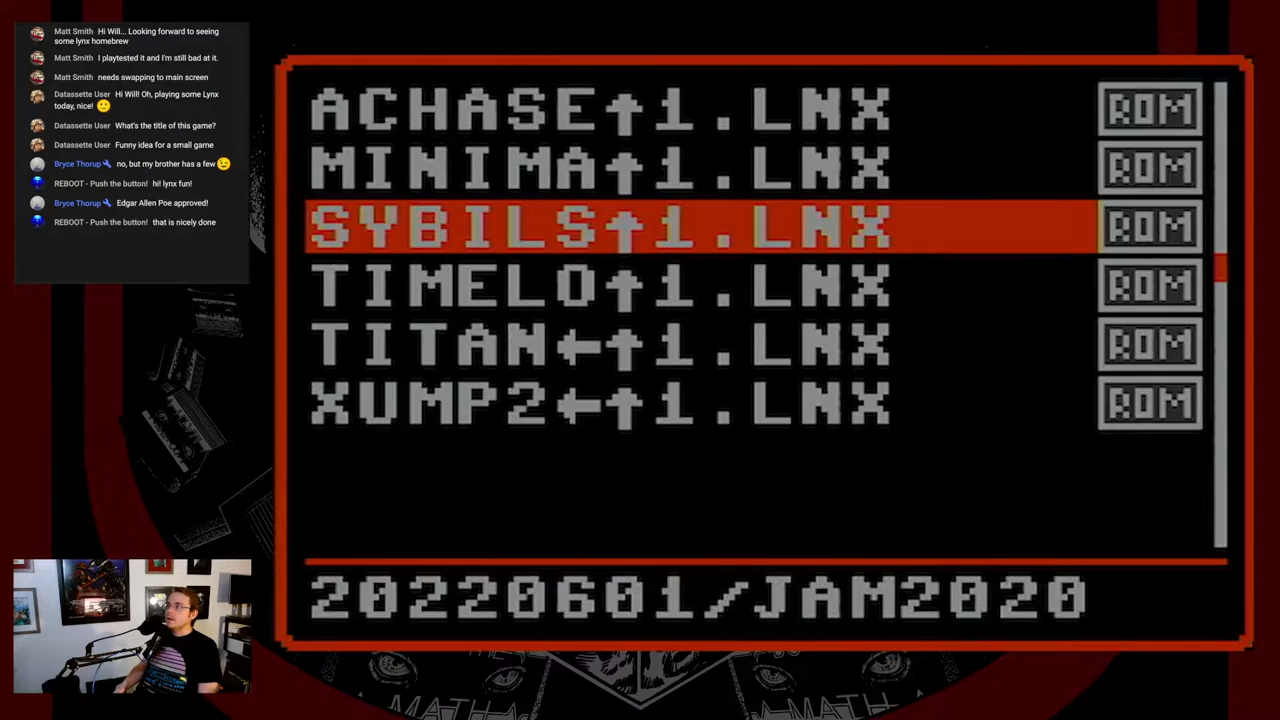 Matt Smith Hi Will... Looking forward to seeing
some lynx homebrew
Matt Smith I playtested it and I'm still bad at it.
Matt Smith needs swapping to main screen
Datassette User Hi Will! Oh, playing some Lynx
today, nice! 🙂
Datassette User What's the title of this game?
Datassette User Funny idea for a small game
Bryce Thorup no, but my brother has a few 😉
REBOOT - Push the button! hi! lynx fun!
Bryce Thorup Edgar Allen Poe approved!
REBOOT - Push the button! that is nicely done
ACHASE↑1.LNX ROM
MINIMA↑1.LNX ROM
SYBILS↑1.LNX ROM
TIMELO↑1.LNX ROM
TITAN←↑1.LNX ROM
XUMP2←↑1.LNX ROM
20220601/JAM2020